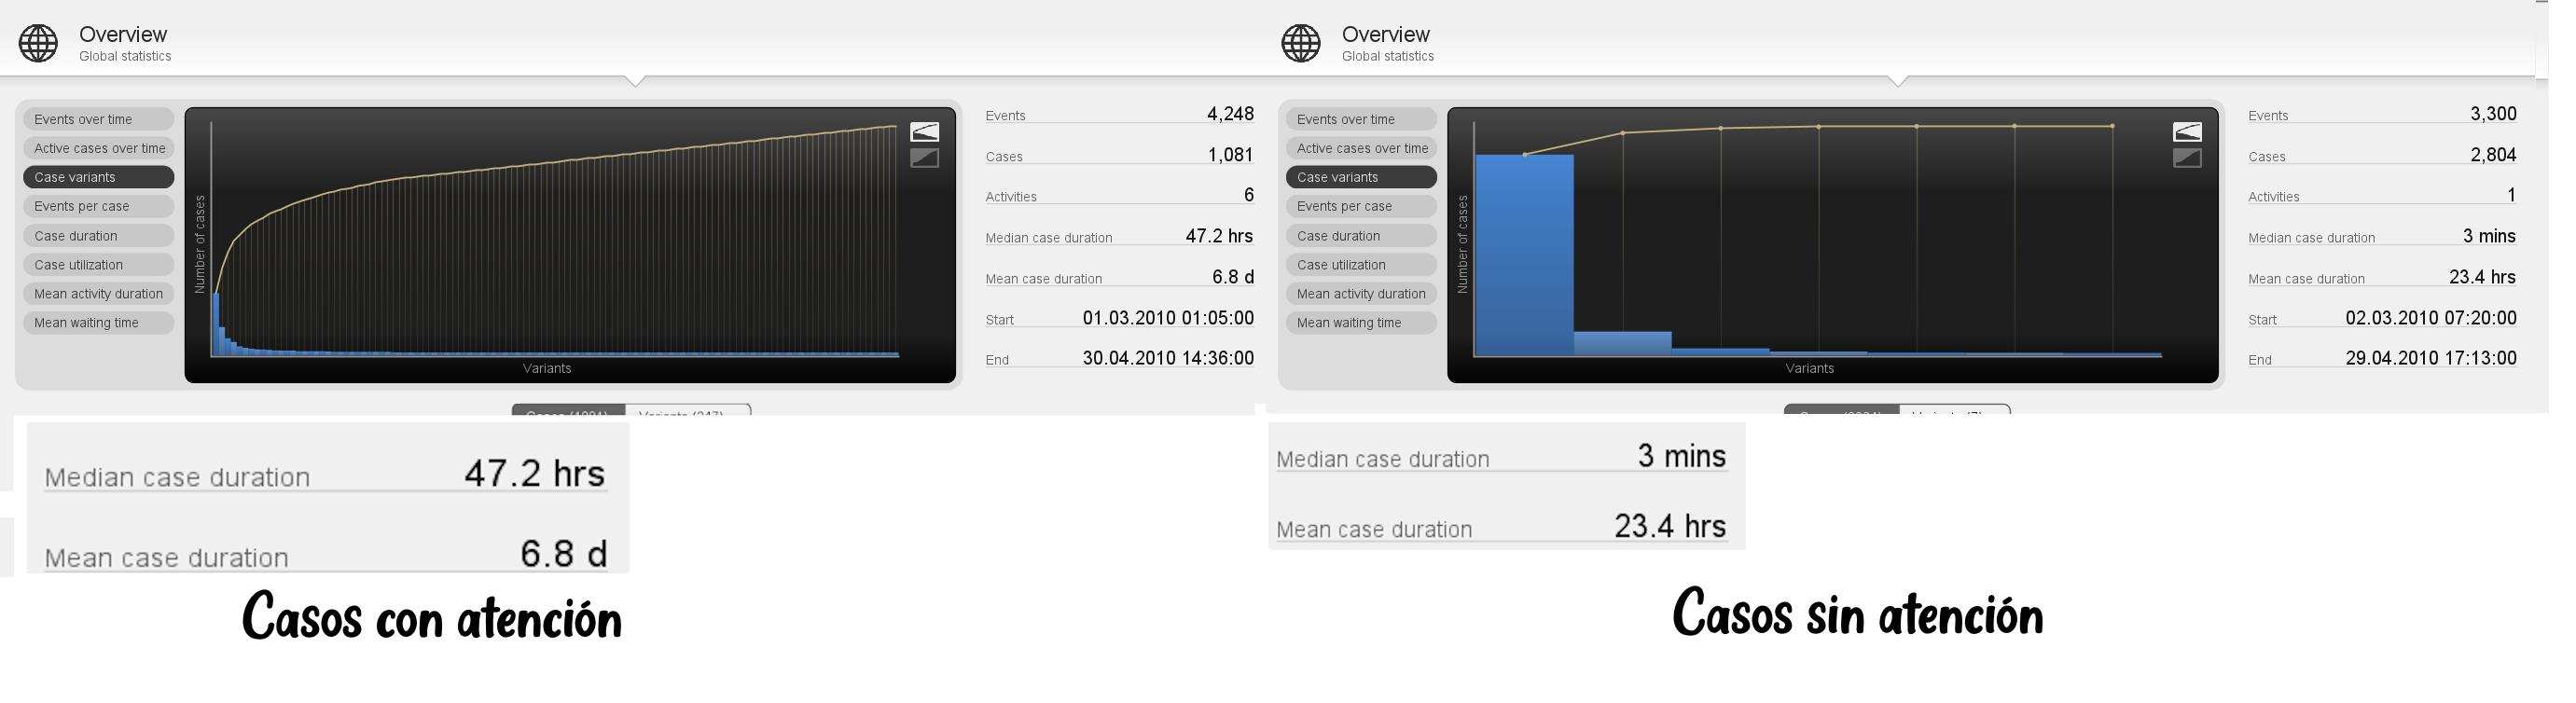 Overview
Global statistics
Events over time
Active cases over time
Case variants
Events per case
Case duration
Case utilization
Mean activity duration
Mean waiting time
Number of cases
Variants
Events 4,248
Cases 1,081
Activities 6
Median case duration 47.2 hrs
Mean case duration 6.8 d
Start 01.03.2010 01:05:00
End 30.04.2010 14:36:00
Median case duration 47.2 hrs
Mean case duration 6.8 d
Casos con atención
Overview
Global statistics
Events over time
Active cases over time
Case variants
Events per case
Case duration
Case utilization
Mean activity duration
Mean waiting time
Number of cases
Variants
Events 3,300
Cases 2,804
Activities 1
Median case duration 3 mins
Mean case duration 23.4 hrs
Start 02.03.2010 07:20:00
End 29.04.2010 17:13:00
Median case duration 3 mins
Mean case duration 23.4 hrs
Casos sin atención